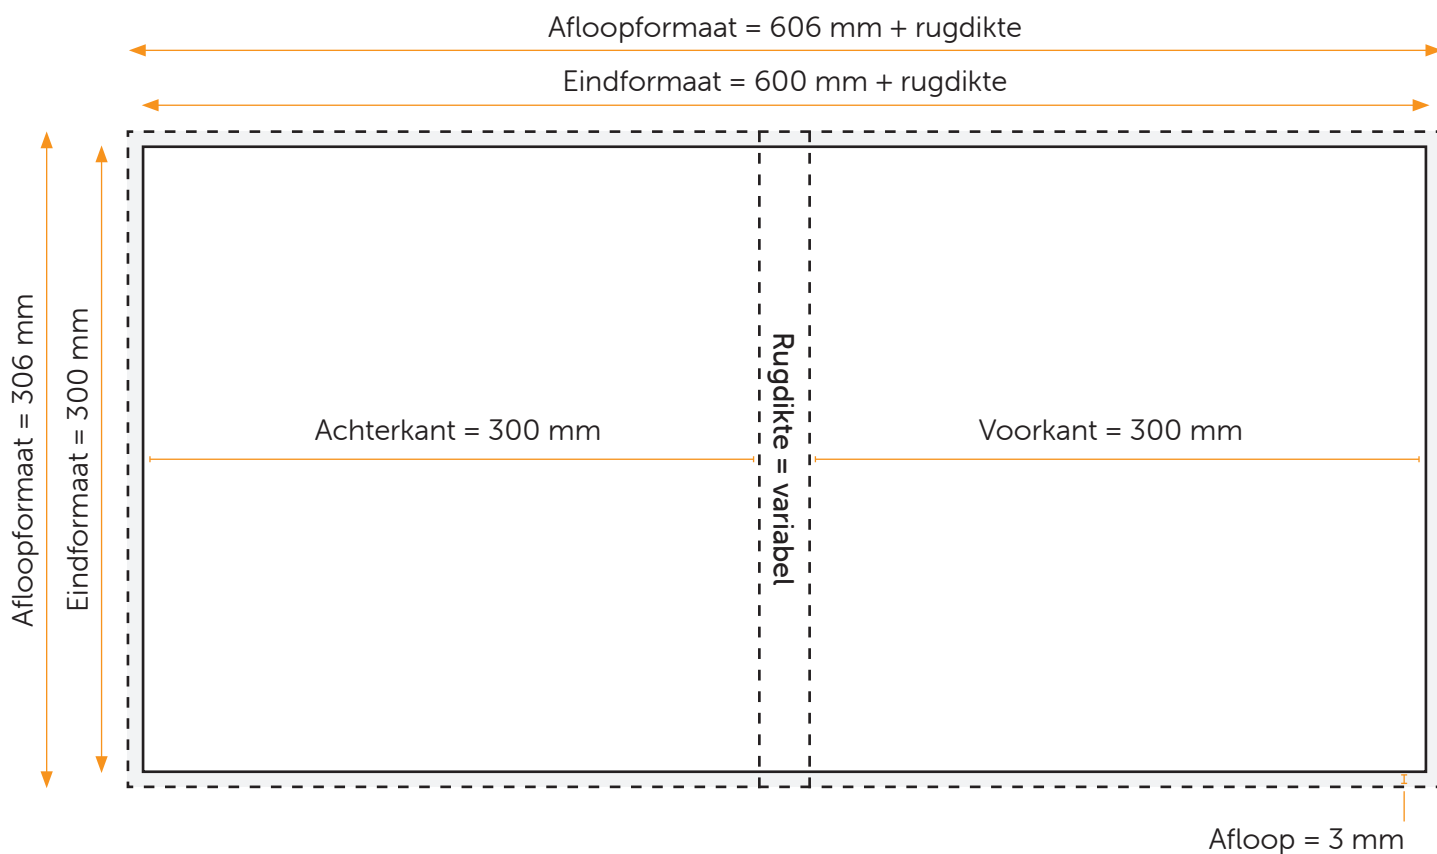 Afloopformaat = 606 mm + rugdikte
Eindformaat = 600 mm + rugdikte
Afloopformaat = 306 mm
Eindformaat = 300 mm
Achterkant = 300 mm
Rugdikte = variabel
Voorkant = 300 mm
Afloop = 3 mm